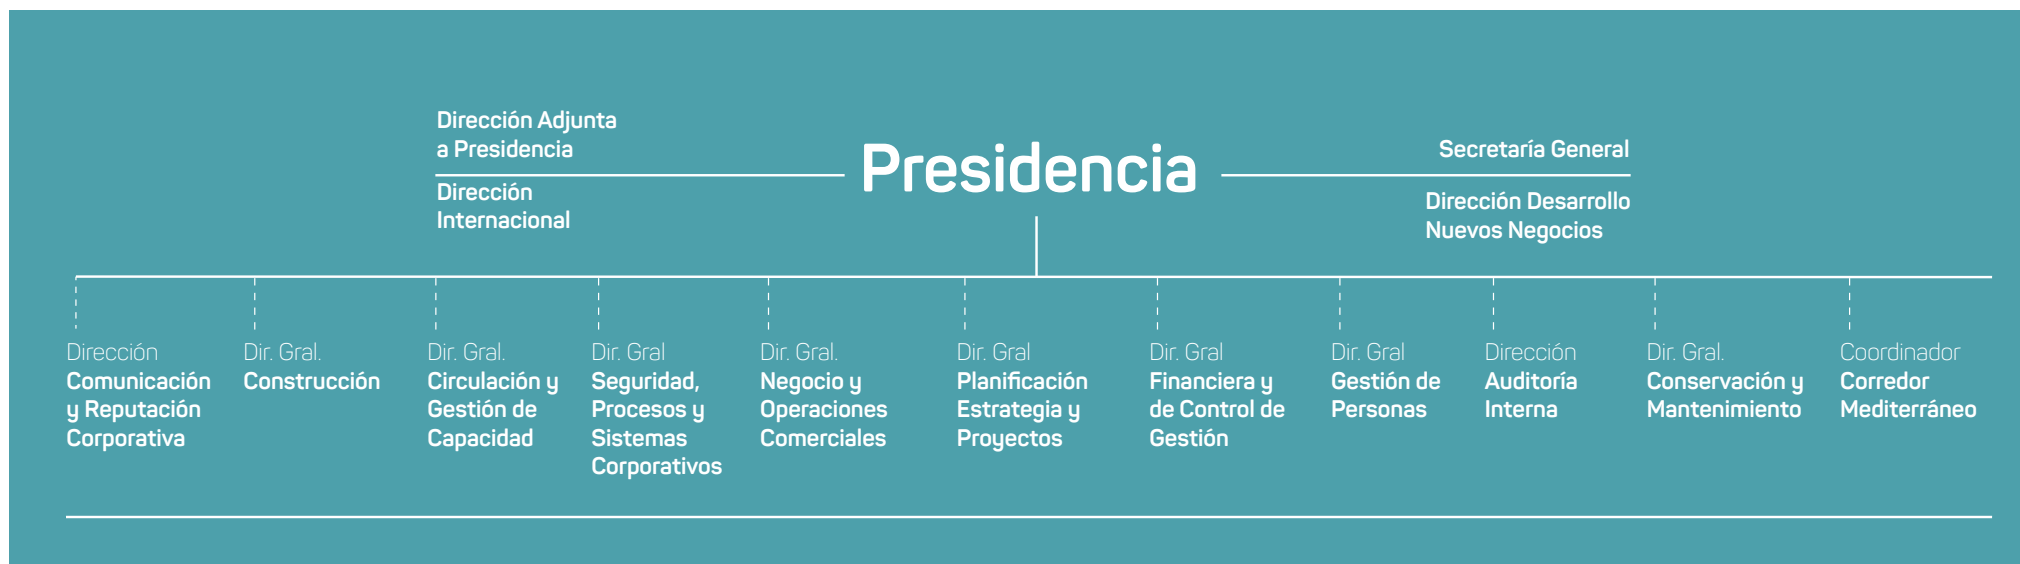 Dirección Adjunta
a Presidencia
Dirección
Internacional
Presidencia
Secretaría General
Dirección Desarrollo
Nuevos Negocios
Dirección
Comunicación
y Reputación
Corporativa
Dir. Gral.
Construcción
Dir. Gral.
Circulación y
Gestión de
Capacidad
Dir. Gral
Seguridad,
Procesos y
Sistemas
Corporativos
Dir. Gral.
Negocio y
Operaciones
Comerciales
Dir. Gral
Planificación
Estrategia y
Proyectos
Dir. Gral
Financiera y
de Control de
Gestión
Dir. Gral
Gestión de
Personas
Dirección
Auditoría
Interna
Dir. Gral.
Conservación y
Mantenimiento
Coordinador
Corredor
Mediterráneo